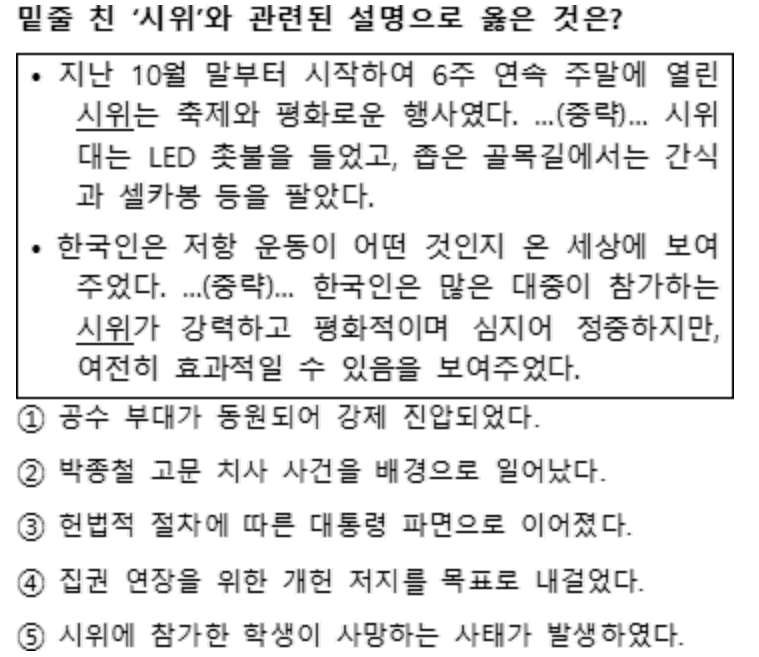 밑줄 친 ‘시위’와 관련된 설명으로 옳은 것은?
• 지난 10월 말부터 시작하여 6주 연속 주말에 열린
시위는 축제와 평화로운 행사였다. ...(중략)... 시위
대는 LED 촛불을 들었고, 좁은 골목길에서는 간식
과 셀카봉 등을 팔았다.
• 한국인은 저항 운동이 어떤 것인지 온 세상에 보여
주었다. ...(중략)... 한국인은 많은 대중이 참가하는
시위가 강력하고 평화적이며 심지어 정중하지만,
여전히 효과적일 수 있음을 보여주었다.
① 공수 부대가 동원되어 강제 진압되었다.
② 박종철 고문 치사 사건을 배경으로 일어났다.
③ 헌법적 절차에 따른 대통령 파면으로 이어졌다.
④ 집권 연장을 위한 개헌 저지를 목표로 내걸었다.
⑤ 시위에 참가한 학생이 사망하는 사태가 발생하였다.